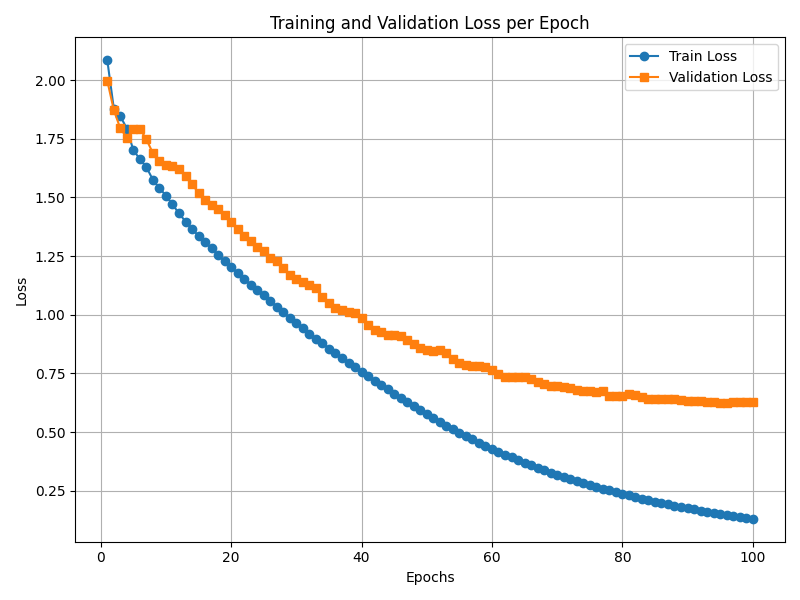 Training and Validation Loss per Epoch
Train Loss
Validation Loss
2.00
1.75
1.50
1.25
1.00
0.75
0.50
0.25
Loss
0 20 40 60 80 100
Epochs